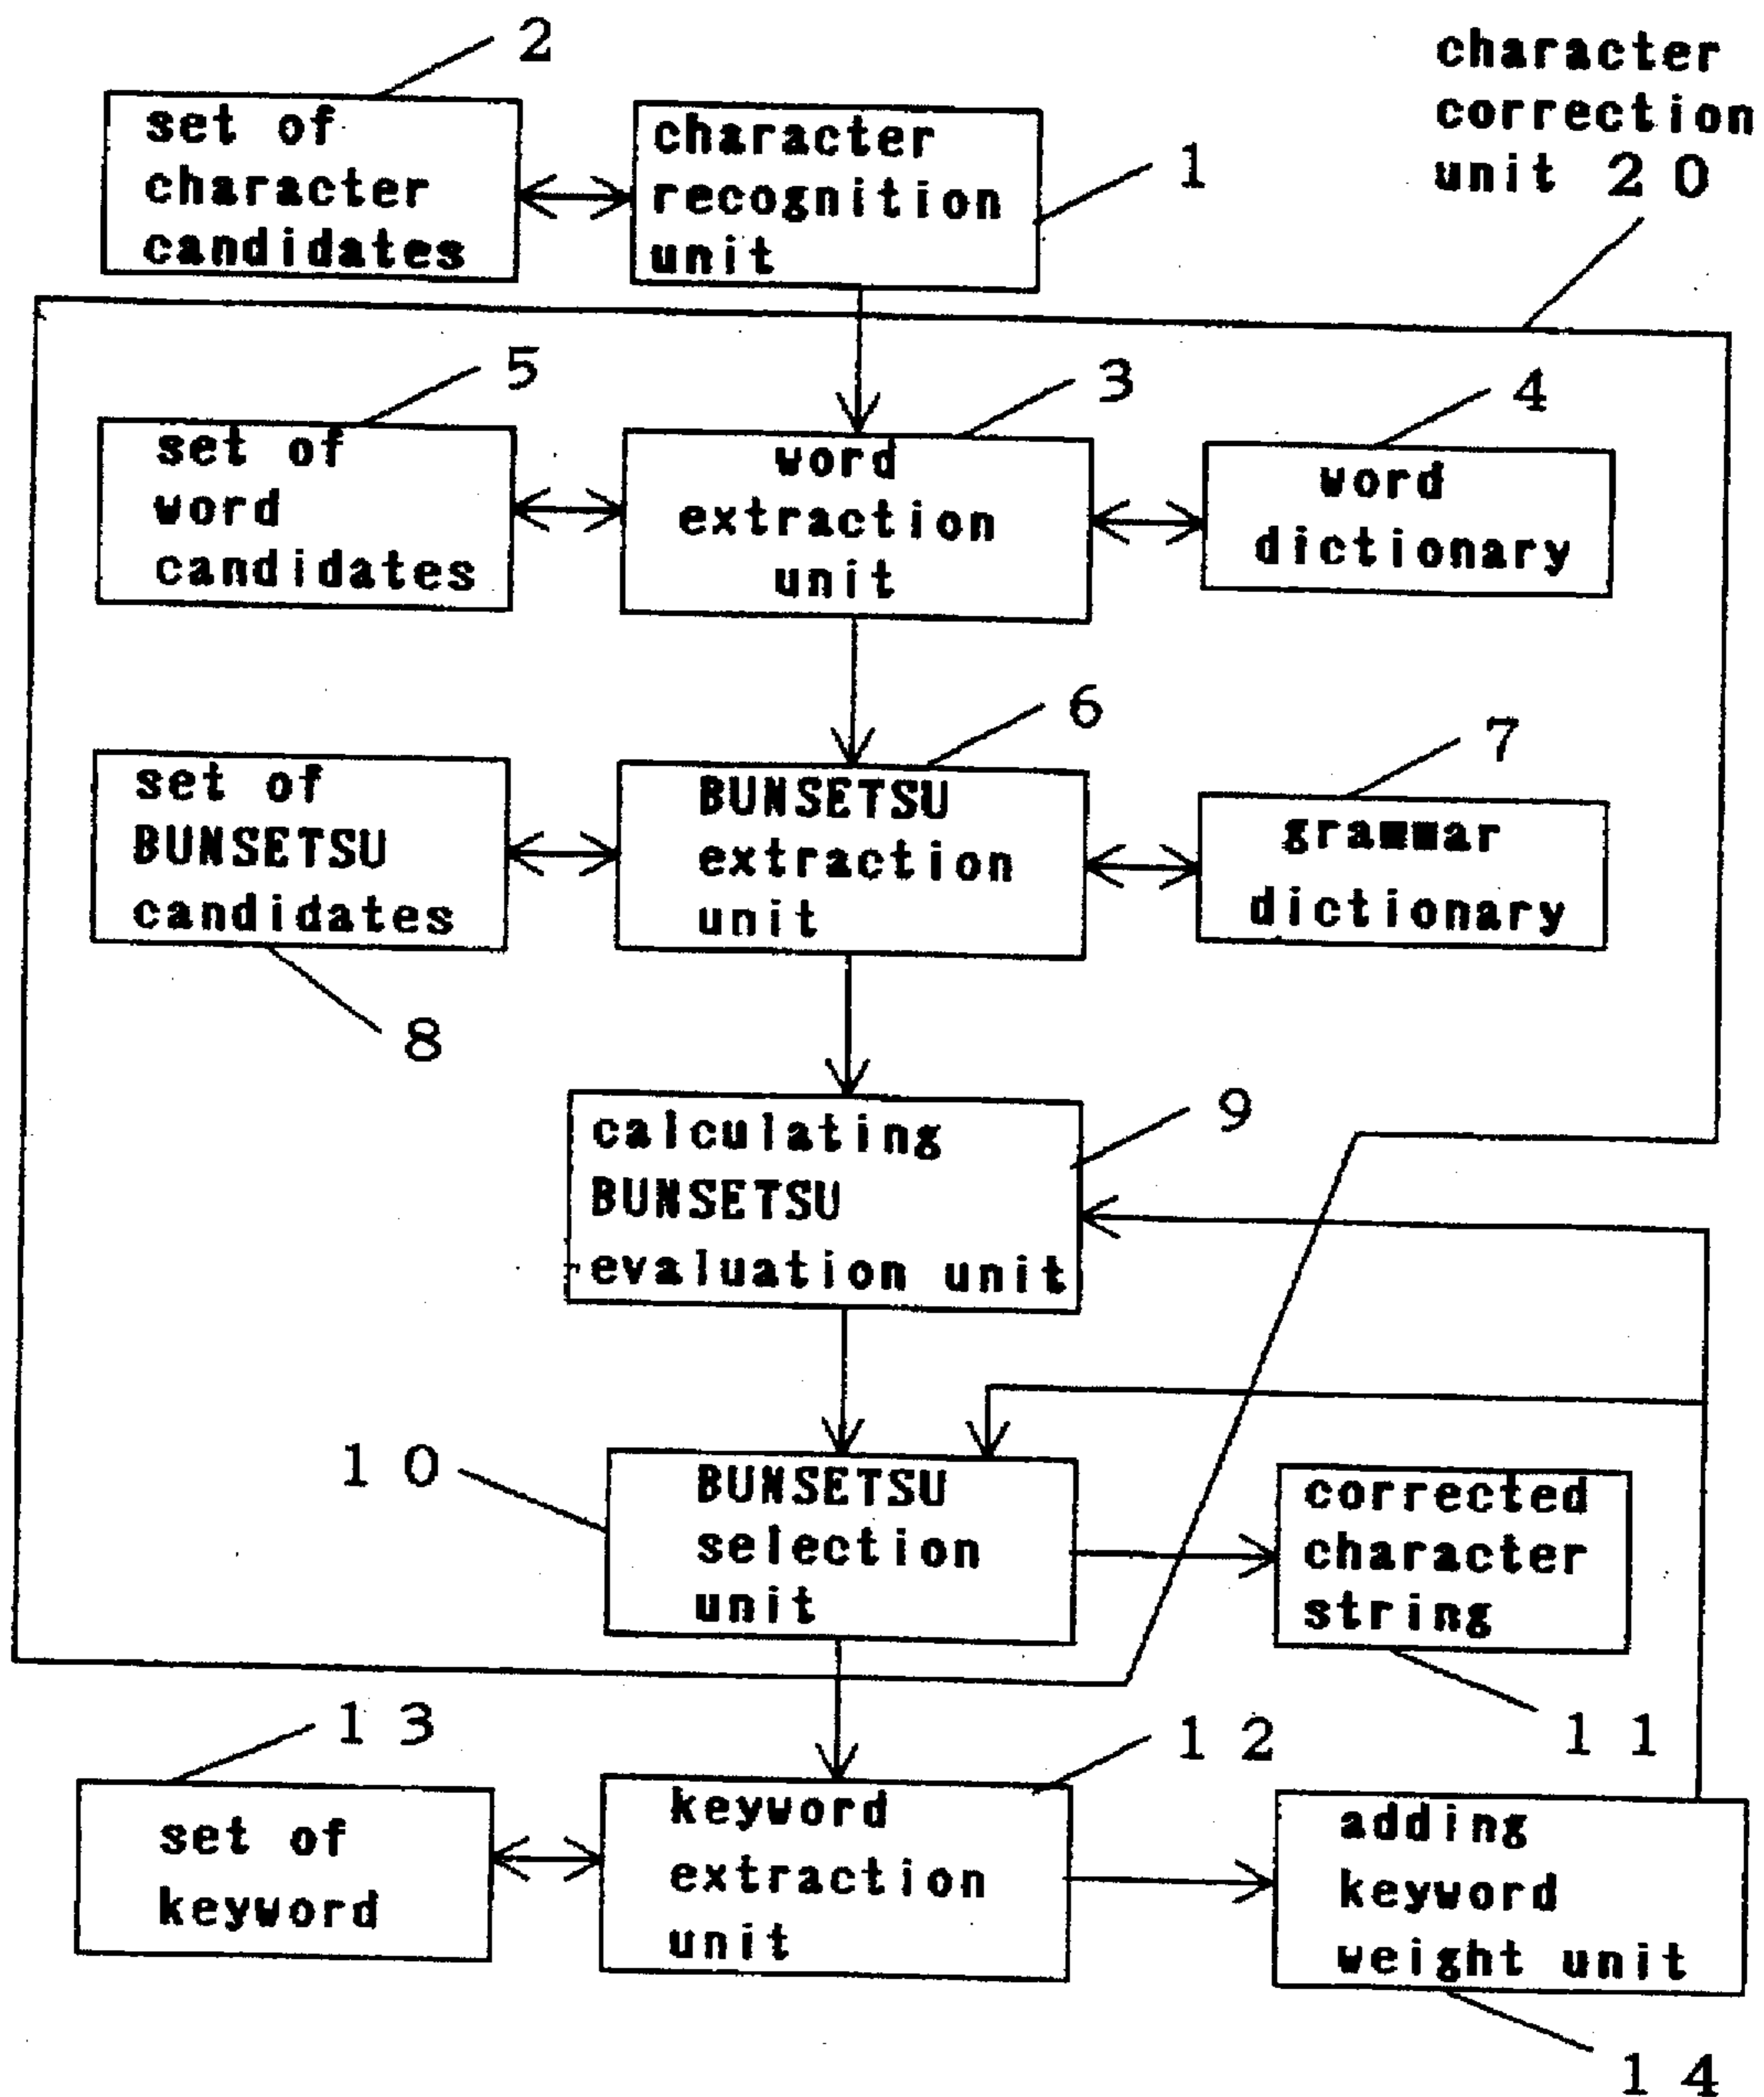 2
character
correction
unit 20
set of
character
candidates
character
recognition
unit
1
5
3
4
set of
word
candidates
word
extraction
unit
word
dictionary
6
7
set of
BUNSETSU
candidates
BUNSETSU
extraction
unit
grammar
dictionary
8
9
calculating
BUNSETSU
evaluation unit
10
BUNSETSU
selection
unit
corrected
character
string
11
13
12
set of
keyword
keyword
extraction
unit
adding
keyword
weight unit
14